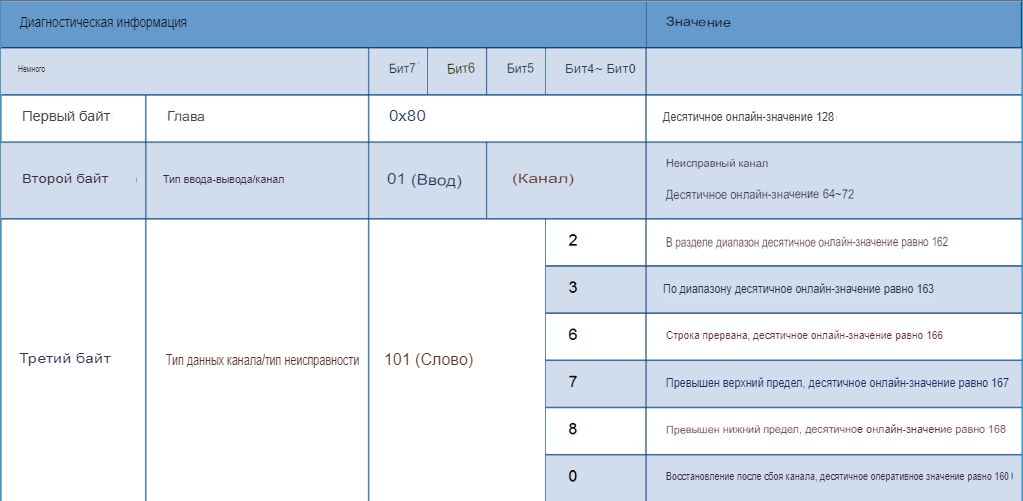 Диагностическая информация Значение
Немного Бит7 Бит6 Бит5 Бит4~ Бит0
Первый байт Глава 0x80 Десятичное онлайн-значение 128
Второй байт Тип ввода-вывода/канал 01 (Ввод) (Канал) Неисправный канал
Десятичное онлайн-значение 64~72
Третий байт Тип данных канала/тип неисправности 101 (Слово)
2 В разделе диапазон десятичное онлайн-значение равно 162
3 По диапазону десятичное онлайн-значение равно 163
6 Строка прервана, десятичное онлайн-значение равно 166
7 Превышен верхний предел, десятичное онлайн-значение равно 167
8 Превышен нижний предел, десятичное онлайн-значение равно 168
0 Восстановление после сбоя канала, десятичное оперативное значение равно 160